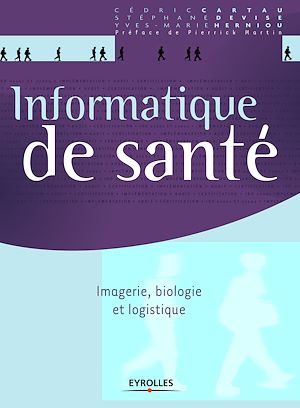 CÉDRIC CARTAU
STÉPHANE DEVISE
YVES-MARIE HERNIOU
Préface de Pierrick Martin
Informatique
de santé
Imagerie, biologie
et logistique
EYROLLES